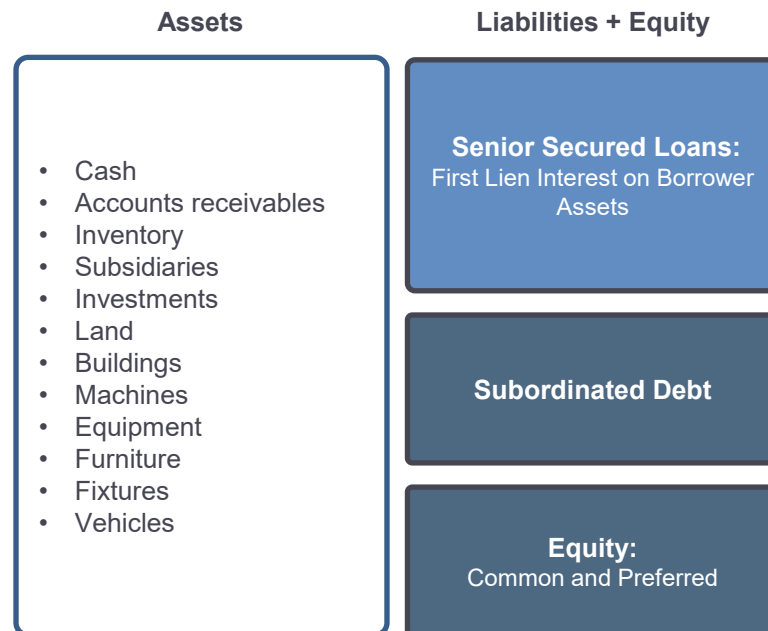 Assets
Liabilities + Equity
• Cash
• Accounts receivables
• Inventory
• Subsidiaries
• Investments
• Land
• Buildings
• Machines
• Equipment
• Furniture
• Fixtures
• Vehicles
Senior Secured Loans:
First Lien Interest on Borrower
Assets
Subordinated Debt
Equity:
Common and Preferred